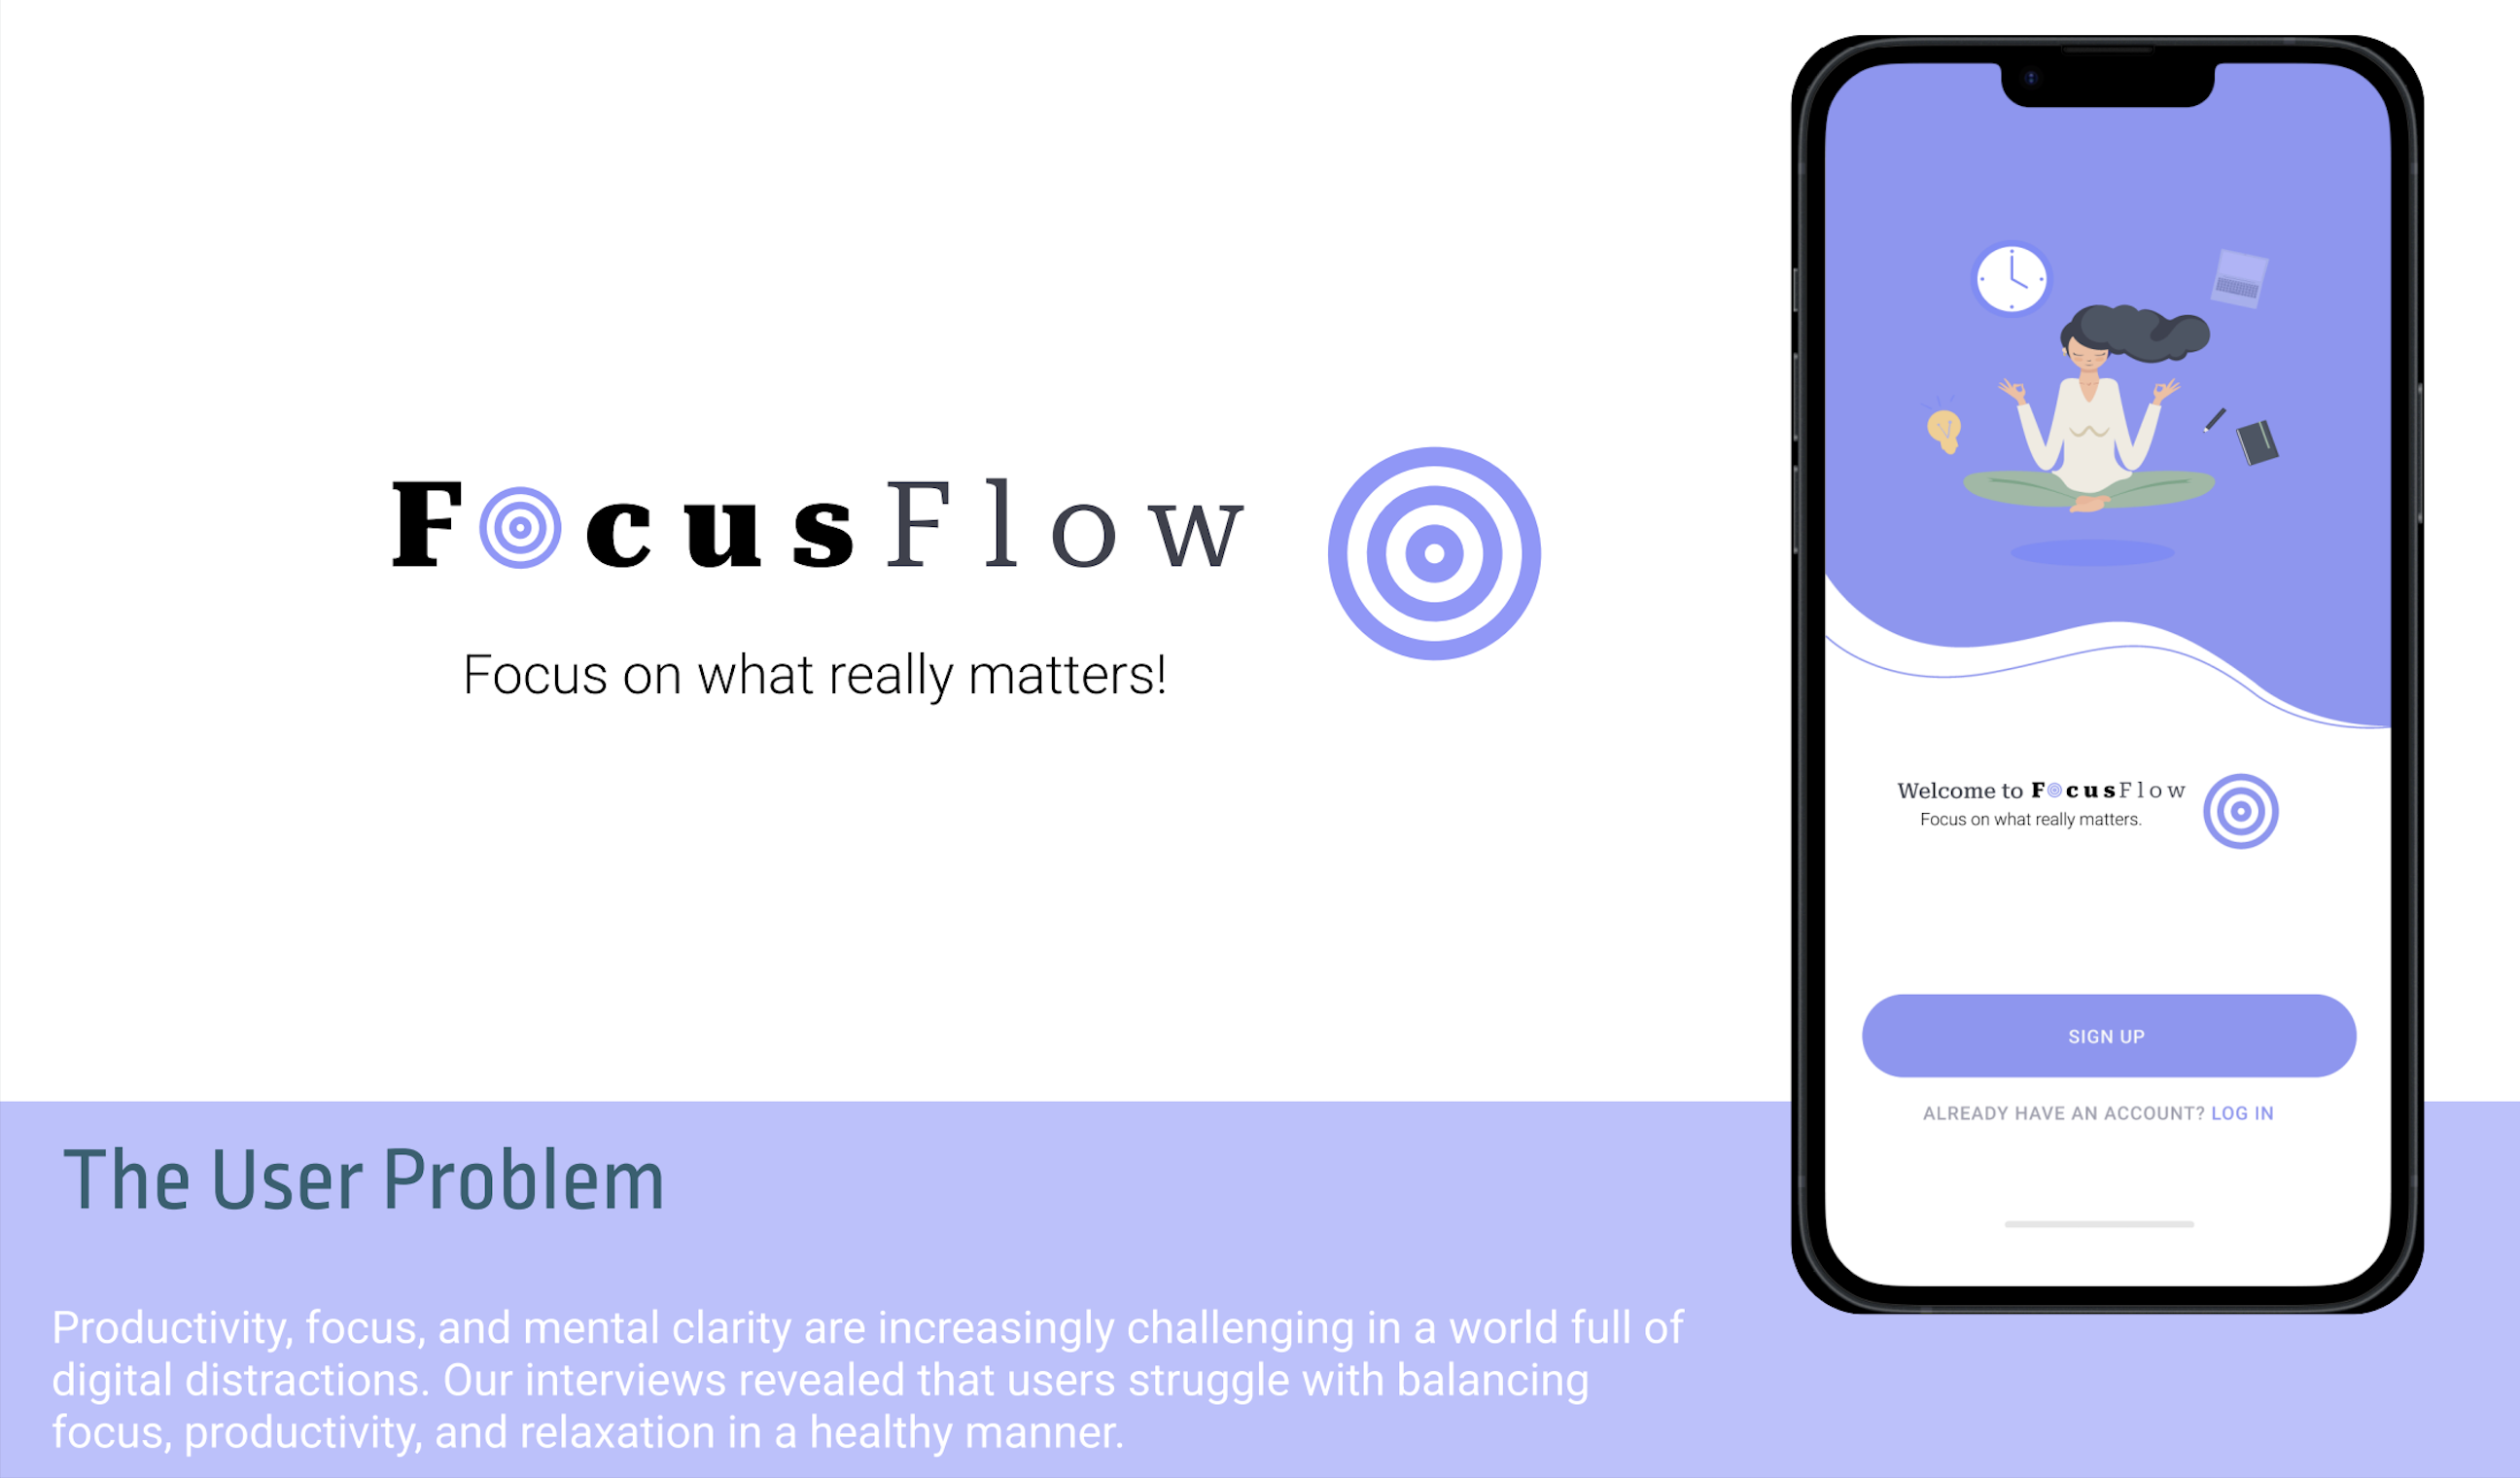 FocusFlow
Focus on what really matters!
Welcome to FocusFlow
Focus on what really matters.
SIGN UP
ALREADY HAVE AN ACCOUNT? LOG IN
The User Problem
Productivity, focus, and mental clarity are increasingly challenging in a world full of
digital distractions. Our interviews revealed that users struggle with balancing
focus, productivity, and relaxation in a healthy manner.